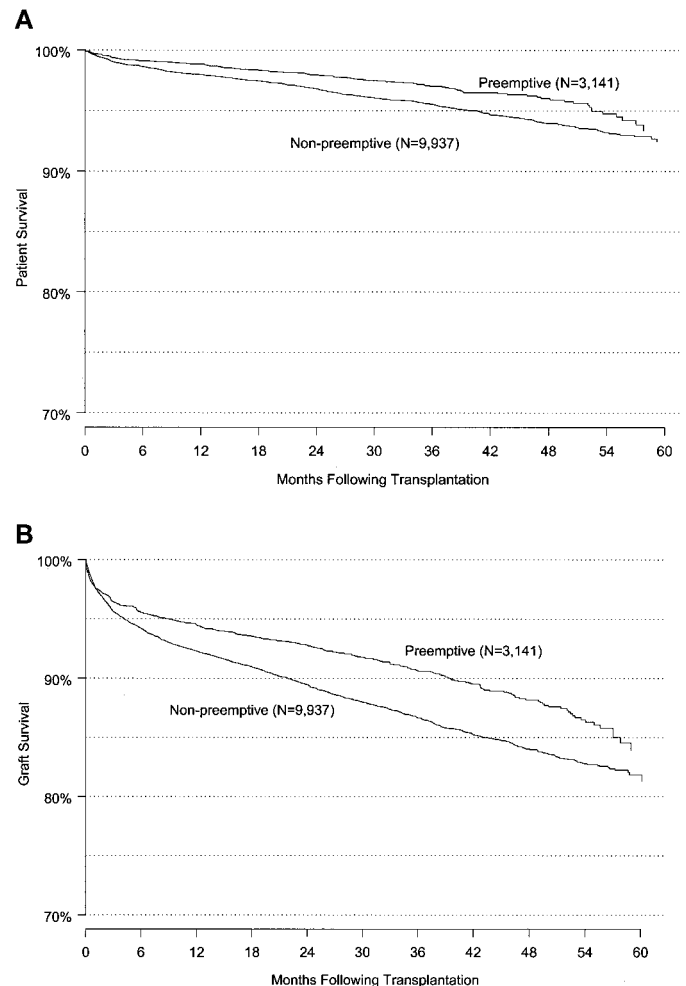 A
100%
Preemptive (N=3,141)
Non-preemptive (N=9,937)
90%
Patient Survival
80%
70%
0 6 12 18 24 30 36 42 48 54 60
Months Following Transplantation
B
100%
Preemptive (N=3,141)
90%
Non-preemptive (N=9,937)
Graft Survival
80%
70%
0 6 12 18 24 30 36 42 48 54 60
Months Following Transplantation